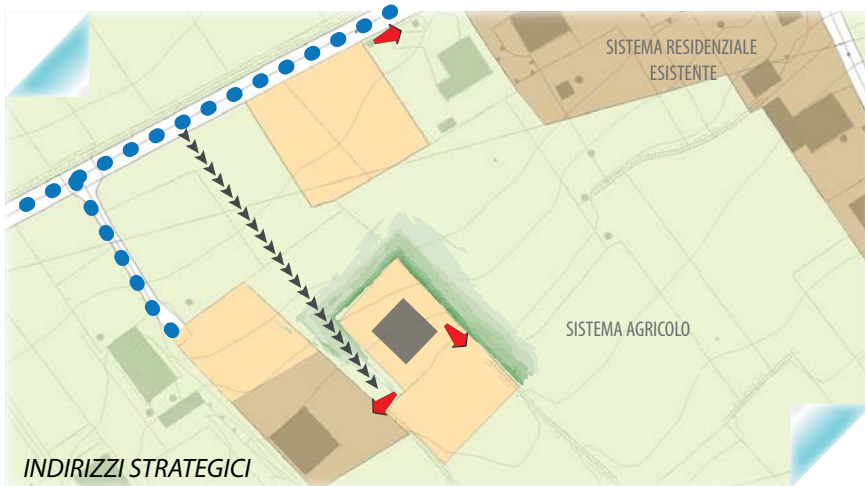 SISTEMA RESIDENZIALE
ESISTENTE
SISTEMA AGRICOLO
INDIRIZZI STRATEGICI